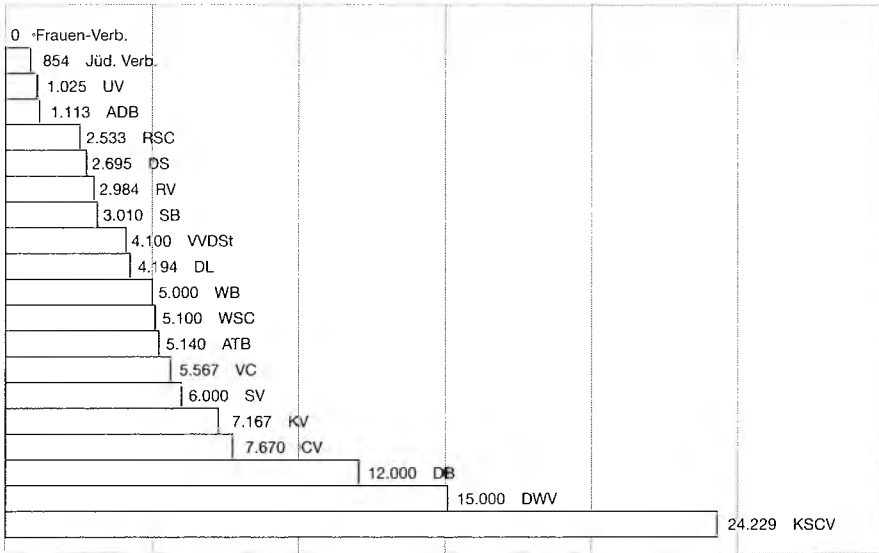 0 Frauen-Verb.
854 Jüd. Verb.
1.025 UV
1.113 ADB
2.533 RSC
2.695 DS
2.984 RV
3.010 SB
4.100 VVDSt
4.194 DL
5.000 WB
5.100 WSC
5.140 ATB
5.567 VC
6.000 SV
7.167 KV
7.670 CV
12.000 DB
15.000 DWV
24.229 KSCV